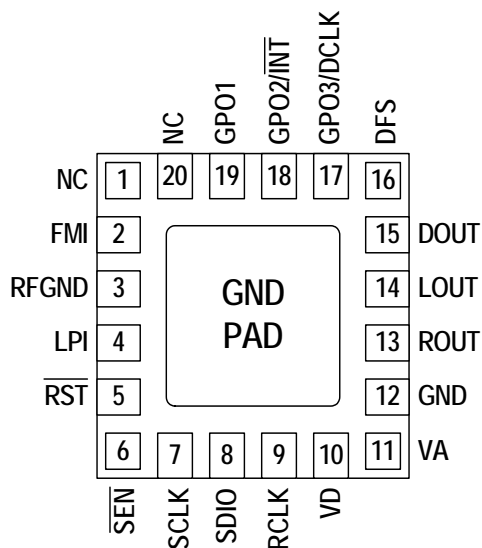 NC
GPO1
GPO2/INT
GPO3/DCLK
DFS
NC 1 20 19 18 17 16
FMI 2 15 DOUT
RFGND 3 14 LOUT
GND
PAD
LPI 4 13 ROUT
RST 5 12 GND
6 7 8 9 10 11 VA
SEN
SCLK
SDIO
RCLK
VD